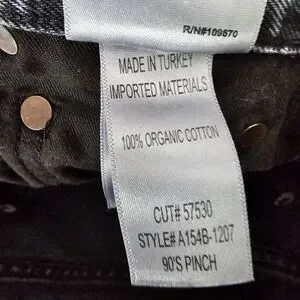 R/N#109870
MADE IN TURKEY
IMPORTED MATERIALS
100% ORGANIC COTTON
CUT# 57530
STYLE# A154B-1207
90'S PINCH